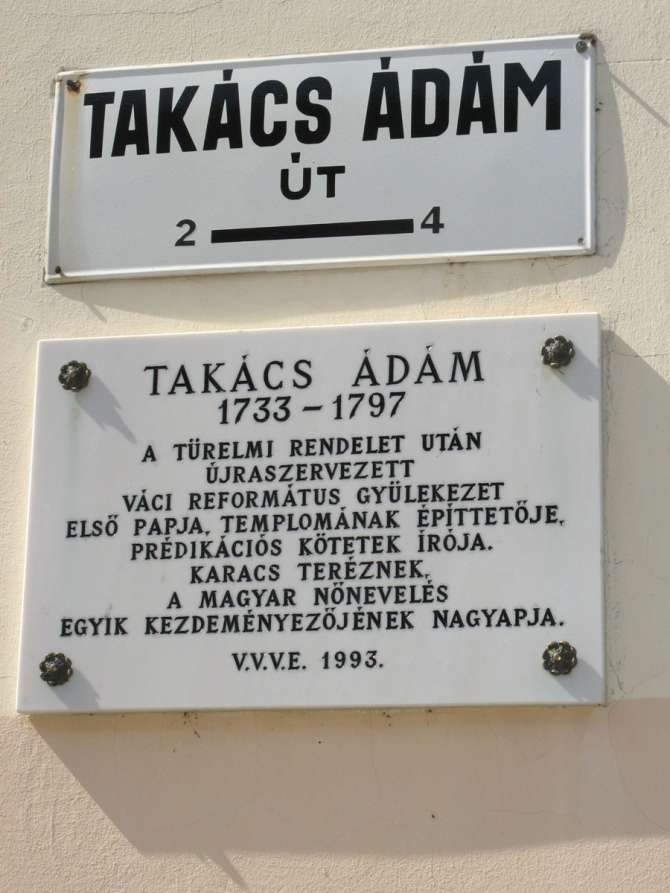 TAKÁCS ÁDÁM
ÚT
2 — 4
TAKÁCS ÁDÁM
1733 – 1797
A TÜRELMI RENDELET UTÁN
ÚJRASZERVEZETT
VÁCI REFORMÁTUS GYÜLEKEZET
ELSŐ PAPJA, TEMPLOMÁNAK ÉPÍTTETŐJE,
PRÉDIKÁCIÓS KÖTETEK ÍRÓJA.
KARACS TERÉZNEK,
A MAGYAR NŐNEVELÉS
EGYIK KEZDEMÉNYEZŐJÉNEK NAGYAPJA.
V.V.V.E. 1993.